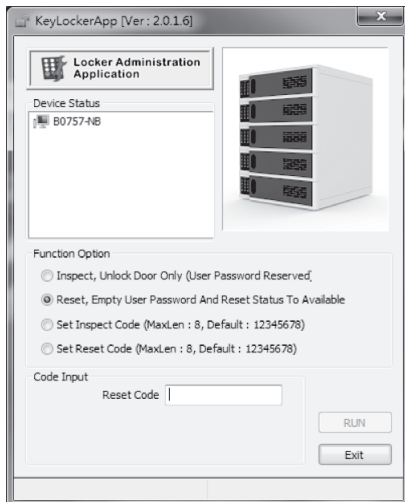 KeyLockerApp [Ver : 2.0.1.6]
Locker Administration
Application
Device Status
B0757-NB
Function Option
Inspect, Unlock Door Only (User Password Reserved
Reset, Empty User Password And Reset Status To Available
Set Inspect Code (MaxLen : 8, Default : 12345678)
Set Reset Code (MaxLen : 8, Default : 12345678)
Code Input
Reset Code
RUN
Exit